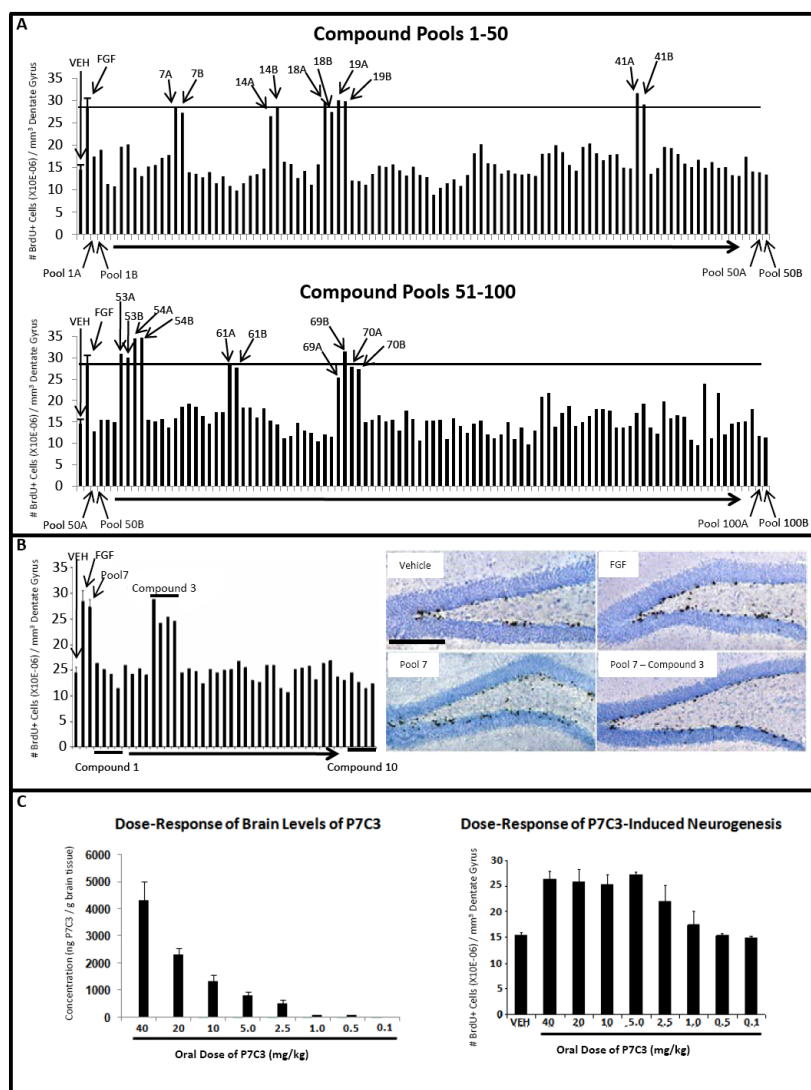 A
Compound Pools 1-50
VEH
FGF
7A
7B
14A
14B
18A
18B
19A
19B
41A
41B
# BrdU+ Cells (X10E-06) / mm³ Dentate Gyrus
35
30
25
20
15
10
5
0
Pool 1A
Pool 1B
Pool 50A
Pool 50B
Compound Pools 51-100
VEH
FGF
53A
53B
54A
54B
61A
61B
69A
69B
70A
70B
# BrdU+ Cells (X10E-06) / mm³ Dentate Gyrus
35
30
25
20
15
10
5
0
Pool 50A
Pool 50B
Pool 100A
Pool 100B
B
VEH
FGF
Pool7
Compound 3
# BrdU+ Cells (X10E-06) / mm³ Dentate Gyrus
35
30
25
20
25
10
5
0
Compound 1
Compound 10
Vehicle
FGF
Pool 7
Pool 7 – Compound 3
C
Dose-Response of Brain Levels of P7C3
Concentration (ng P7C3 / g brain tissue)
6000
5000
4000
3000
2000
1000
0
40 20 10 5.0 2.5 1.0 0.5 0.1
Oral Dose of P7C3 (mg/kg)
Dose-Response of P7C3-Induced Neurogenesis
# BrdU+ Cells (X10E-06) / mm³ Dentate Gyrus
30
25
20
15
10
5
0
VEH 40 20 10 5.0 2.5 1.0 0.5 0.1
Oral Dose of P7C3 (mg/kg)